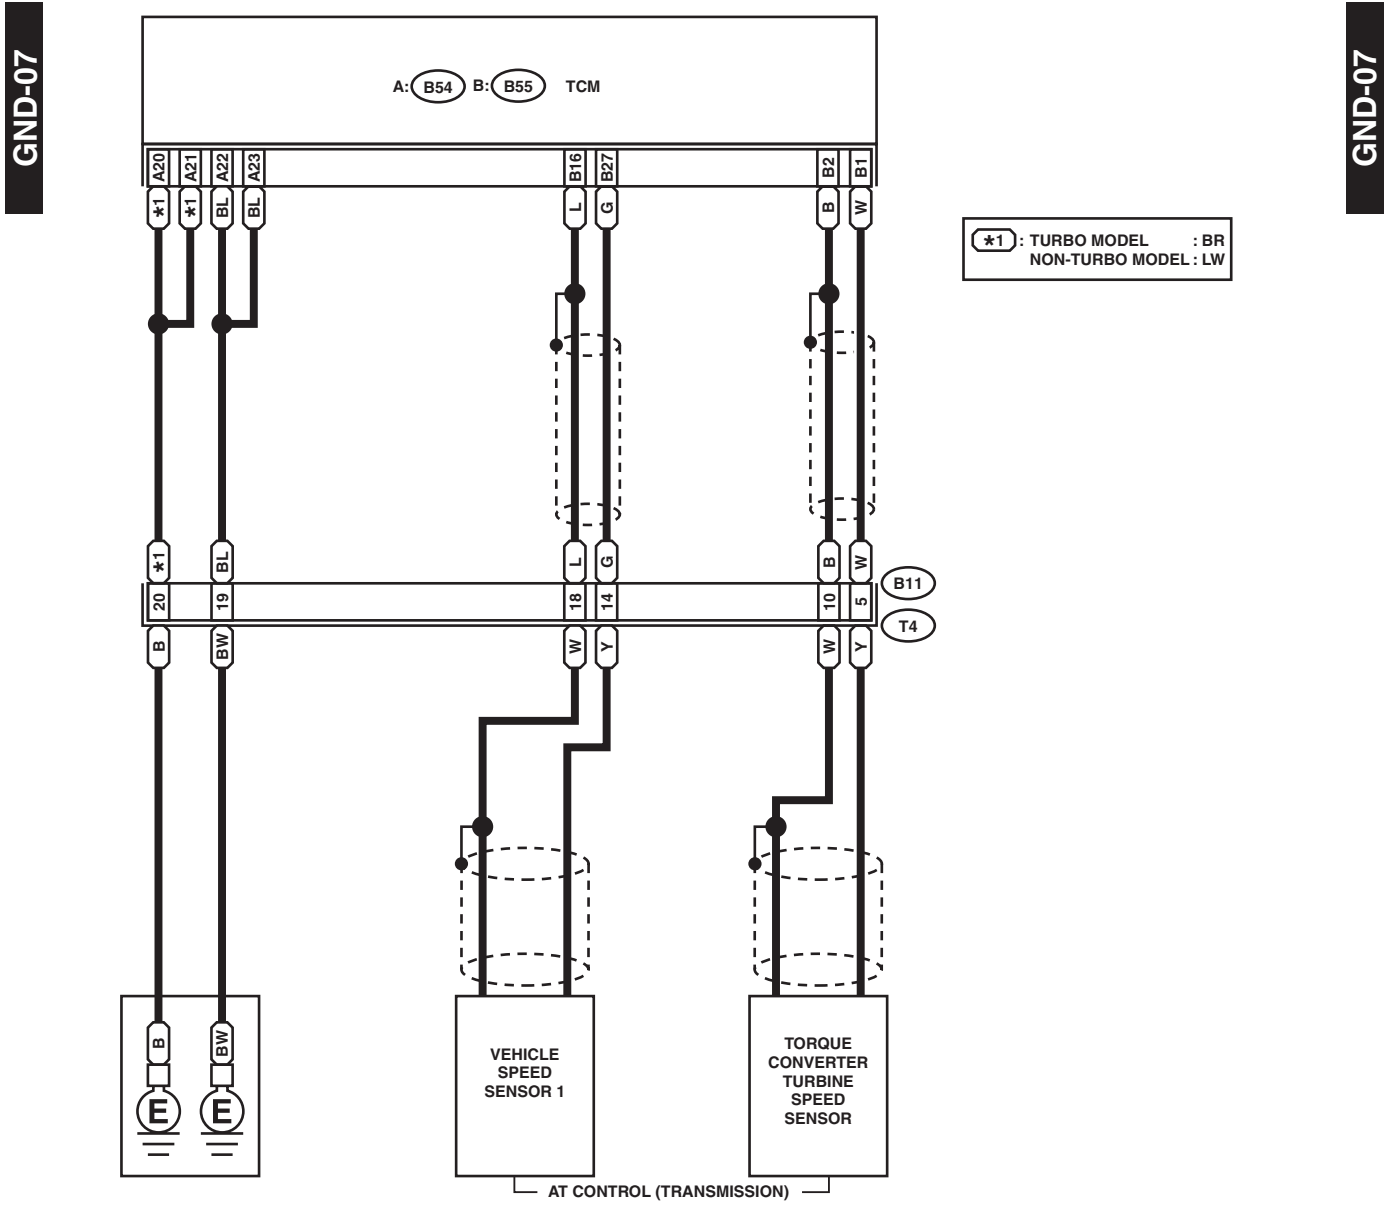 GND-07
GND-07
A: B54 B: B55 TCM
A20 A21 A22 A23 B16 B27 B2 B1
*1 *1 BL BL L G B W
*1 : TURBO MODEL : BR
NON-TURBO MODEL : LW
*1 BL L G B W
B11
20 19 18 14 10 5
T4
B BW W Y W Y
B BW
E E
VEHICLE
SPEED
SENSOR 1
TORQUE
CONVERTER
TURBINE
SPEED
SENSOR
AT CONTROL (TRANSMISSION)